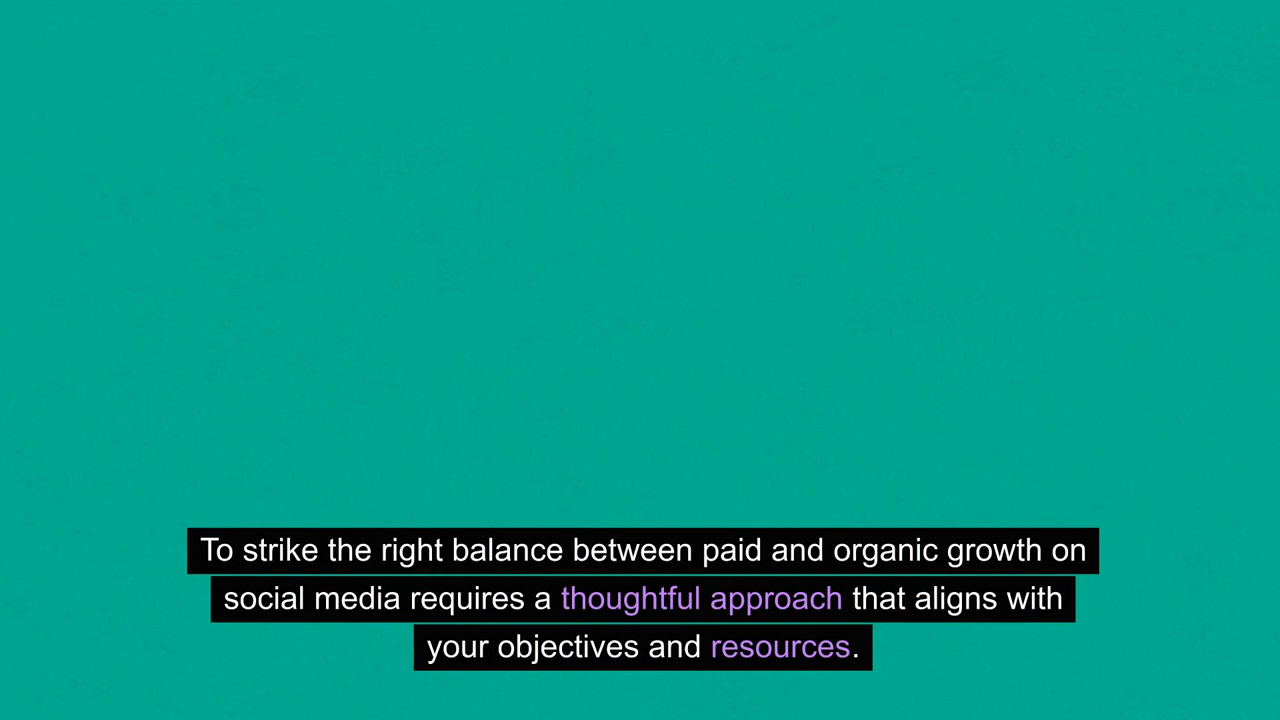 To strike the right balance between paid and organic growth on
social media requires a thoughtful approach that aligns with
your objectives and resources.